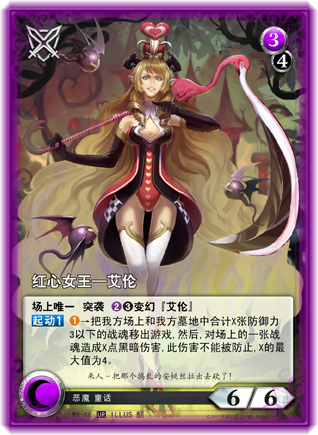 3
4
红心女王—艾伦
场上唯一 突袭 ❷❸变幻『艾伦』
起动1 ①→把我方场上和我方墓地中合计X张防御力
3以下的战魂移出游戏,然后,对场上的一张战
魂造成X点黑暗伤害,此伤害不能被防止,X的最
大值为4。
来人-把那个捣乱的安桃丝拉出去砍了!
恶魔 童话
6/6
UR ILLUS